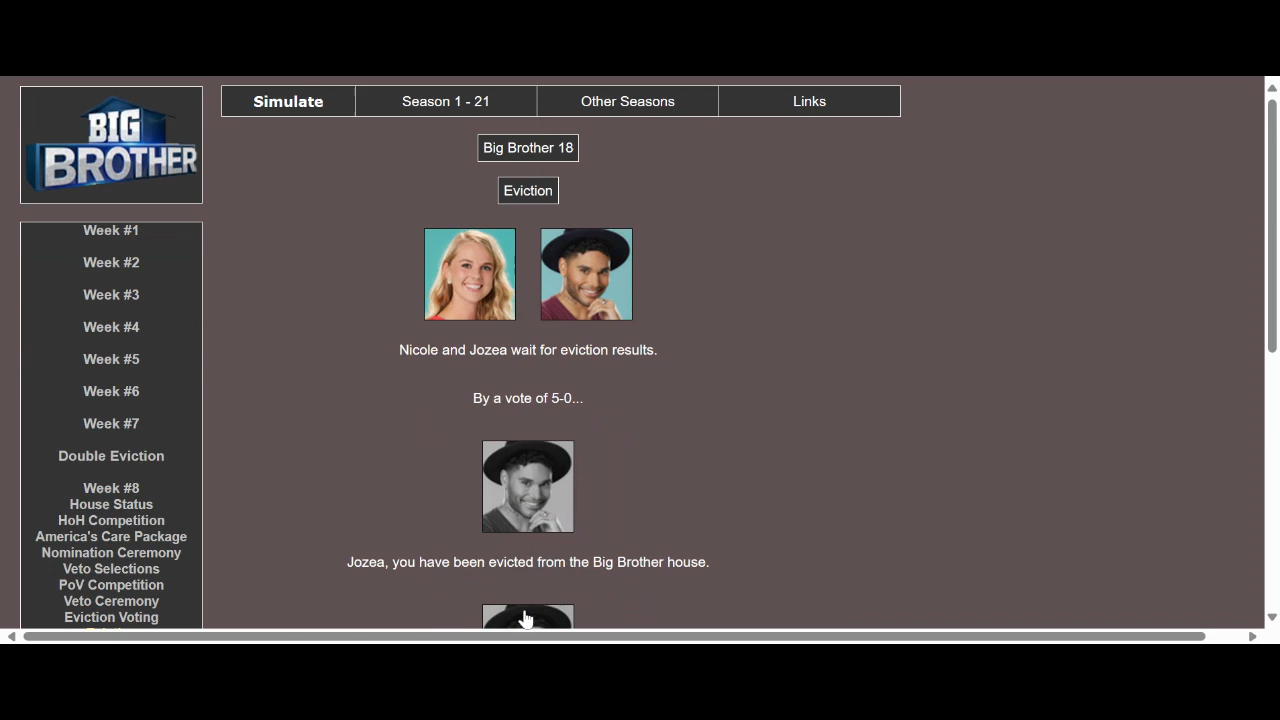 BIG
BROTHER
Simulate
Season 1 - 21
Other Seasons
Links
Big Brother 18
Eviction
Week #1
Week #2
Week #3
Week #4
Week #5
Week #6
Week #7
Double Eviction
Week #8
House Status
HoH Competition
America's Care Package
Nomination Ceremony
Veto Selections
PoV Competition
Veto Ceremony
Eviction Voting
Nicole and Jozea wait for eviction results.
By a vote of 5-0...
Jozea, you have been evicted from the Big Brother house.